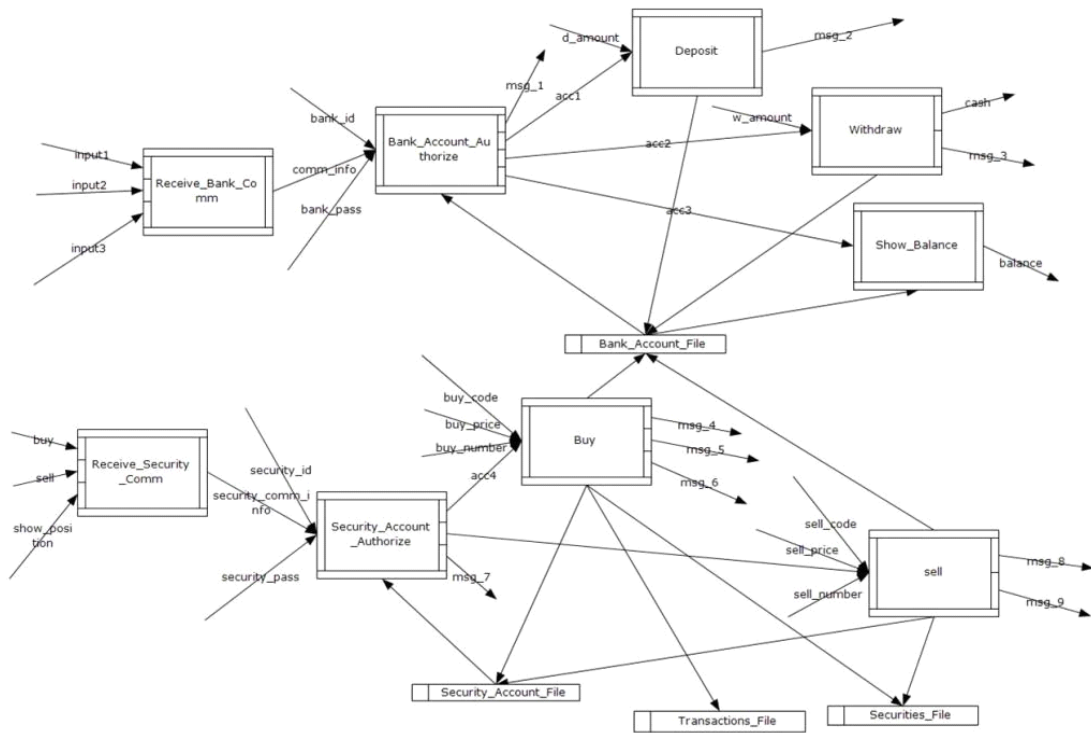 d_amount
Deposit
msg_2
msg_1
acc1
bank_id
Bank_Account_Au
thorize
w_amount
Withdraw
cash
msg_3
acc2
input1
input2
input3
Receive_Bank_Co
mm
comm_info
bank_pass
acc3
Show_Balance
balance
Bank_Account_File
buy_code
buy_price
buy_number
Buy
msg_4
msg_5
msg_6
buy
sell
show_posi
tion
Receive_Security
_Comm
security_id
security_comm_i
nfo
acc4
Security_Account
_Authorize
security_pass
msg_7
sell_code
sell_price
sell_number
sell
msg_8
msg_9
Security_Account_File
Transactions_File
Securities_File